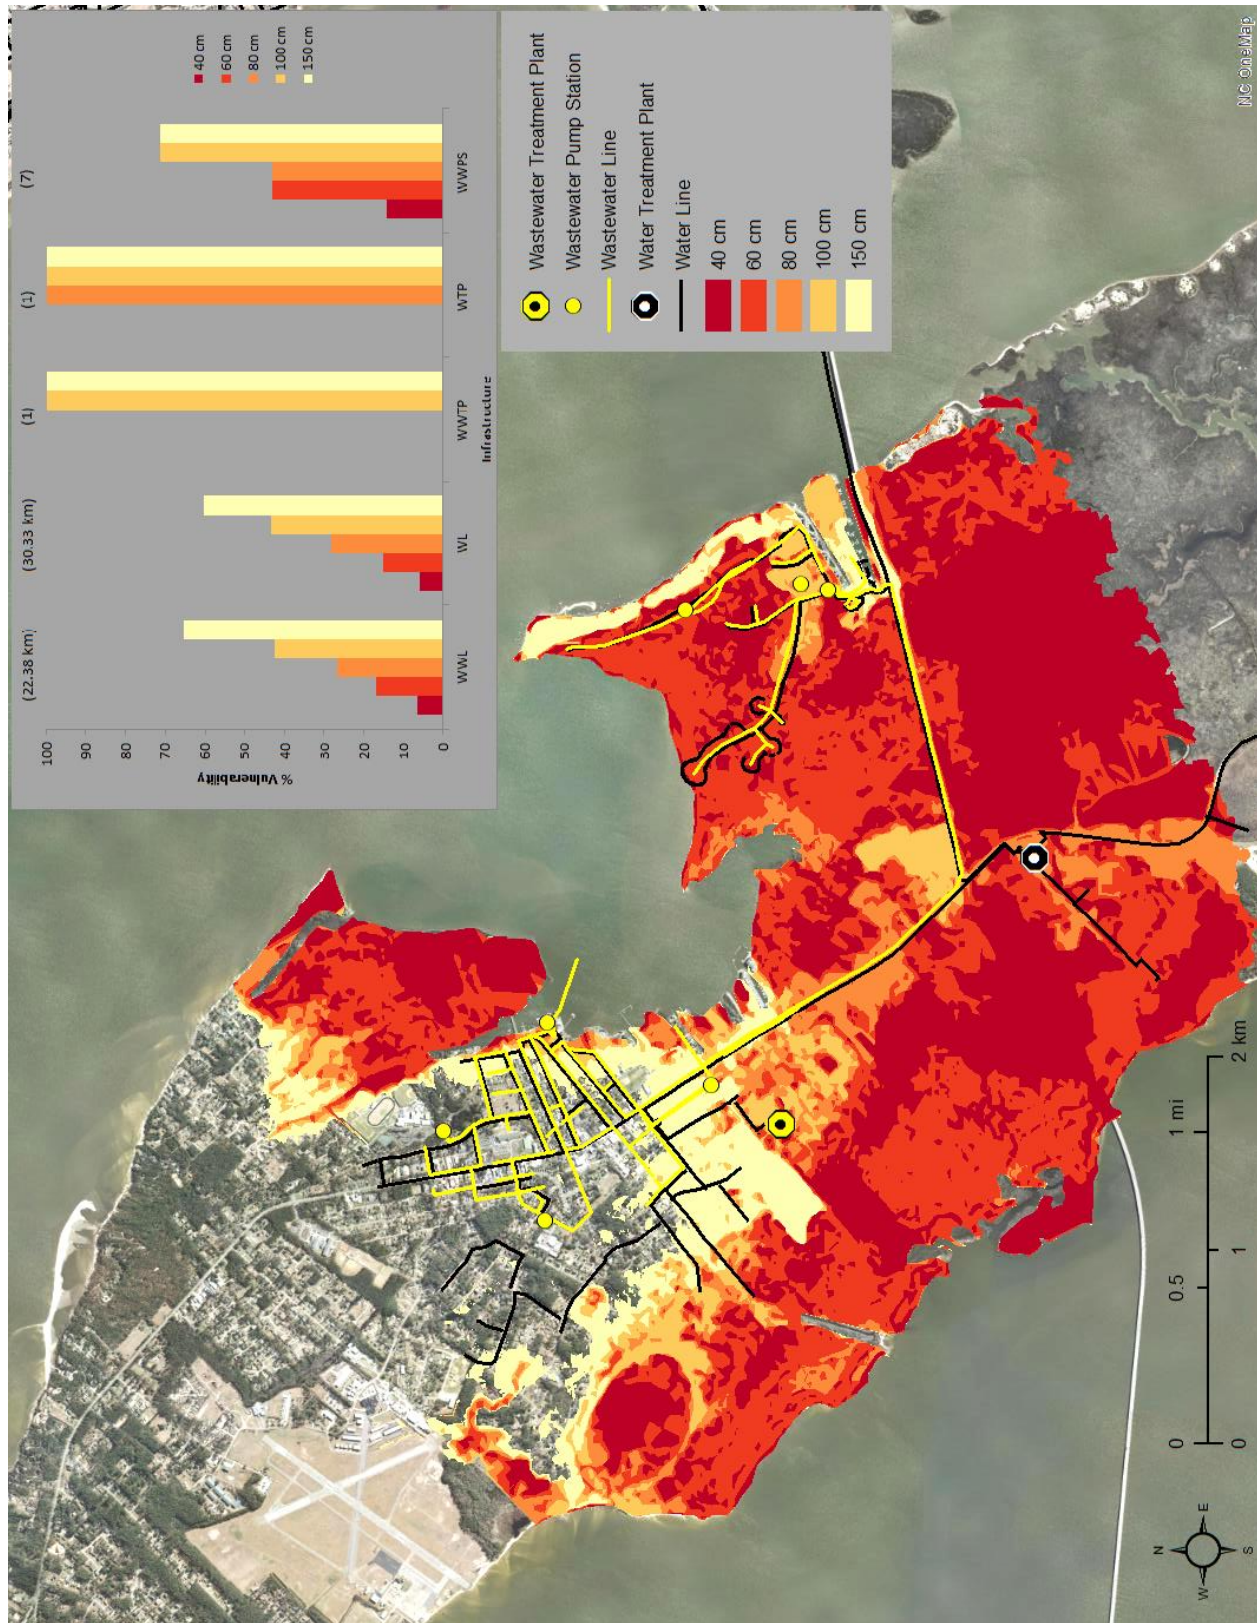 (22.38 km)
(30.33 km)
(1)
(1)
(7)
40 cm
60 cm
80 cm
100 cm
150 cm
100
90
80
70
60
50
40
30
20
10
0
% Vulnerability
WWL
WL
WWTP
WTP
WWPS
Infrastructure
Wastewater Treatment Plant
Wastewater Pump Station
Wastewater Line
Water Treatment Plant
Water Line
40 cm
60 cm
80 cm
100 cm
150 cm
N
W
E
S
0
0.5
1 mi
0
1
2 km
NC OneMap